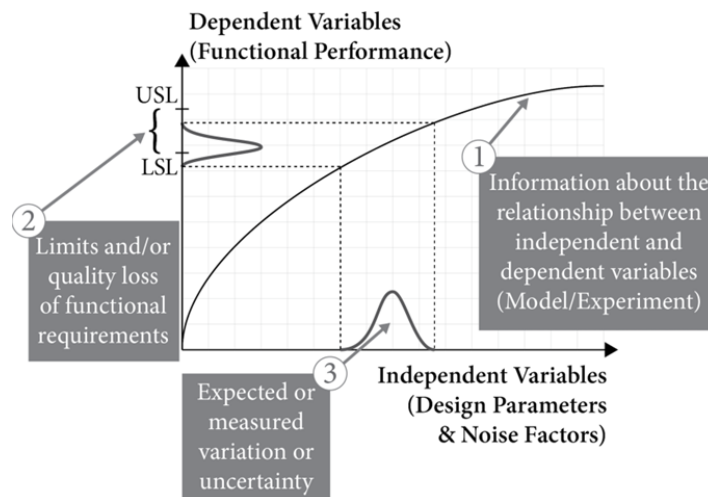 Dependent Variables
(Functional Performance)
USL
{
LSL
1
Information about the
relationship between
independent and
dependent variables
(Model/Experiment)
2
Limits and/or
quality loss
of functional
requirements
3
Expected or
measured
variation or
uncertainty
Independent Variables
(Design Parameters
& Noise Factors)